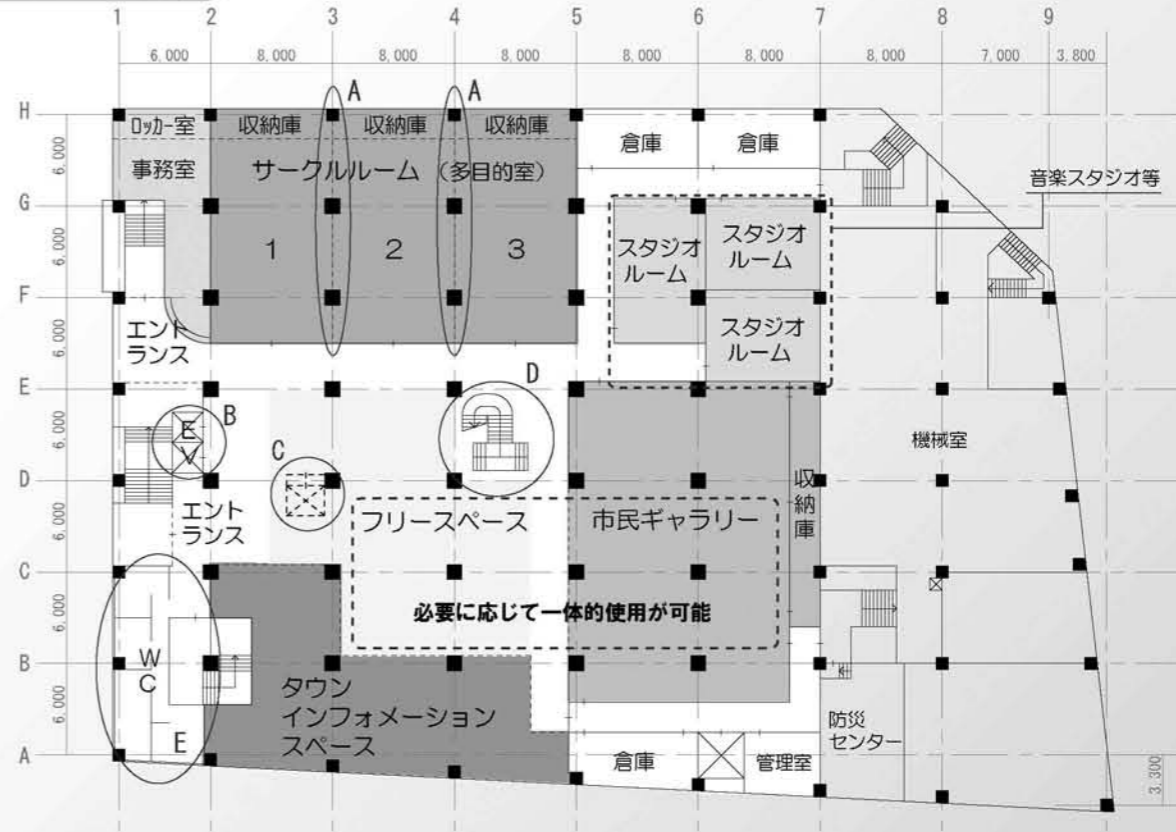 1 2 3 4 5 6 7 8 9
6,000 8,000 8,000 8,000 8,000 8,000 8,000 7,000 3,800
A A
H
ロッカー室 収納庫 収納庫 収納庫 倉庫 倉庫
6,000
事務室 サークルルーム (多目的室)
音楽スタジオ等
G
6,000
1 2 3
スタジオ
ルーム
スタジオ
ルーム
F
6,000
エント
ランス
スタジオ
ルーム
E
D
6,000
E
V
B
C
機械室
D
収
納
庫
6,000
エント
ランス
フリースペース 市民ギャラリー
C
6,000
必要に応じて一体的使用が可能
W
C
B
6,000
タウン
インフォメーション
スペース
E
防災
センター
A
倉庫 管理室
3,300